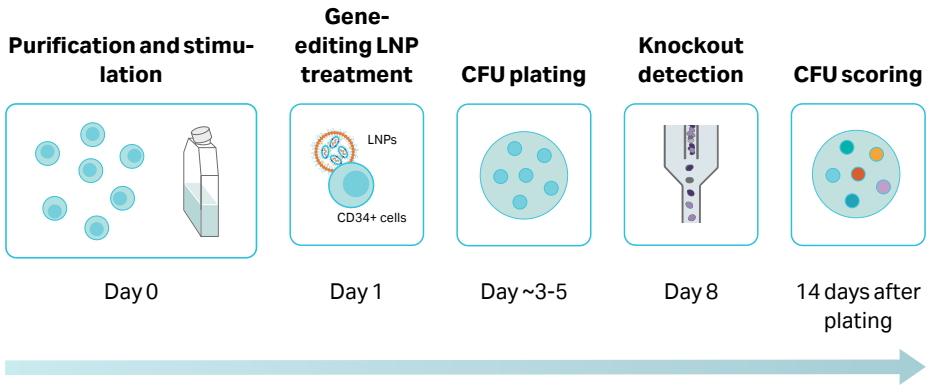 Purification and stimu-
lation
Gene-
editing LNP
treatment
CFU plating
Knockout
detection
CFU scoring
LNPs
CD34+ cells
Day 0
Day 1
Day ~3-5
Day 8
14 days after
plating